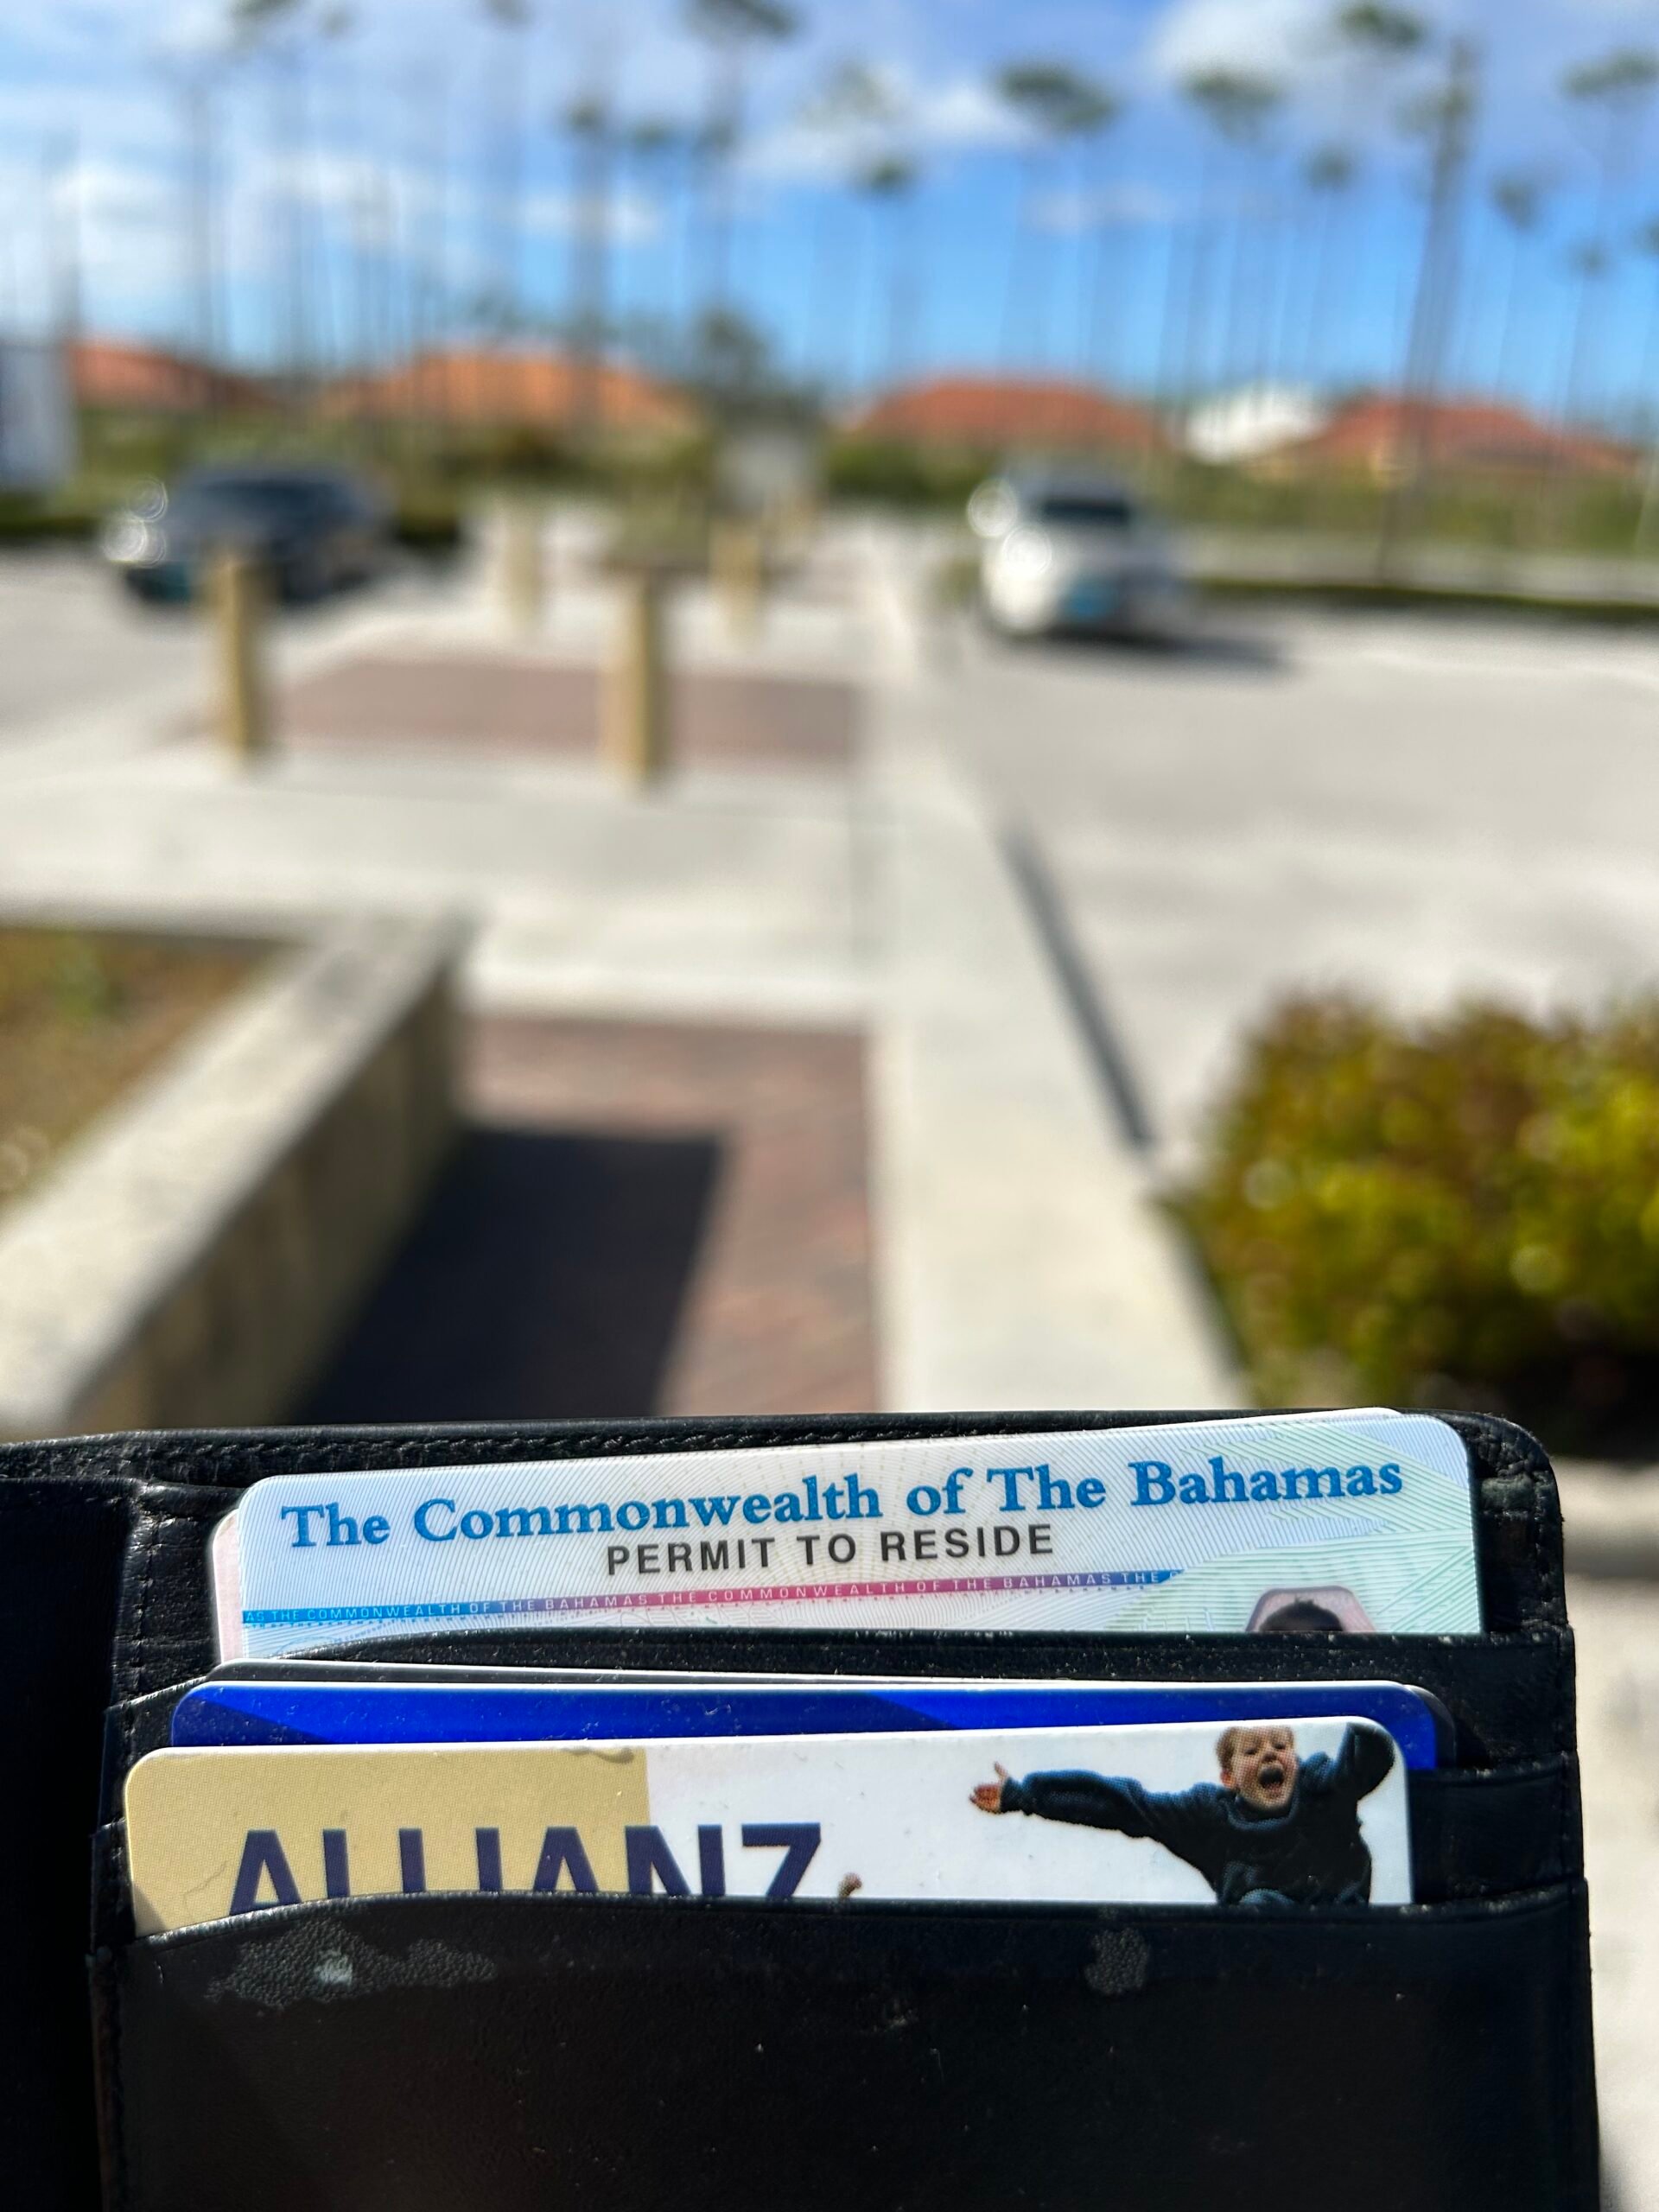 The Commonwealth of The Bahamas
PERMIT TO RESIDE
AS THE COMMONWEALTH OF THE BAHAMAS THE COMMONWEALTH OF THE BAHAMAS THE
ALLIANZ